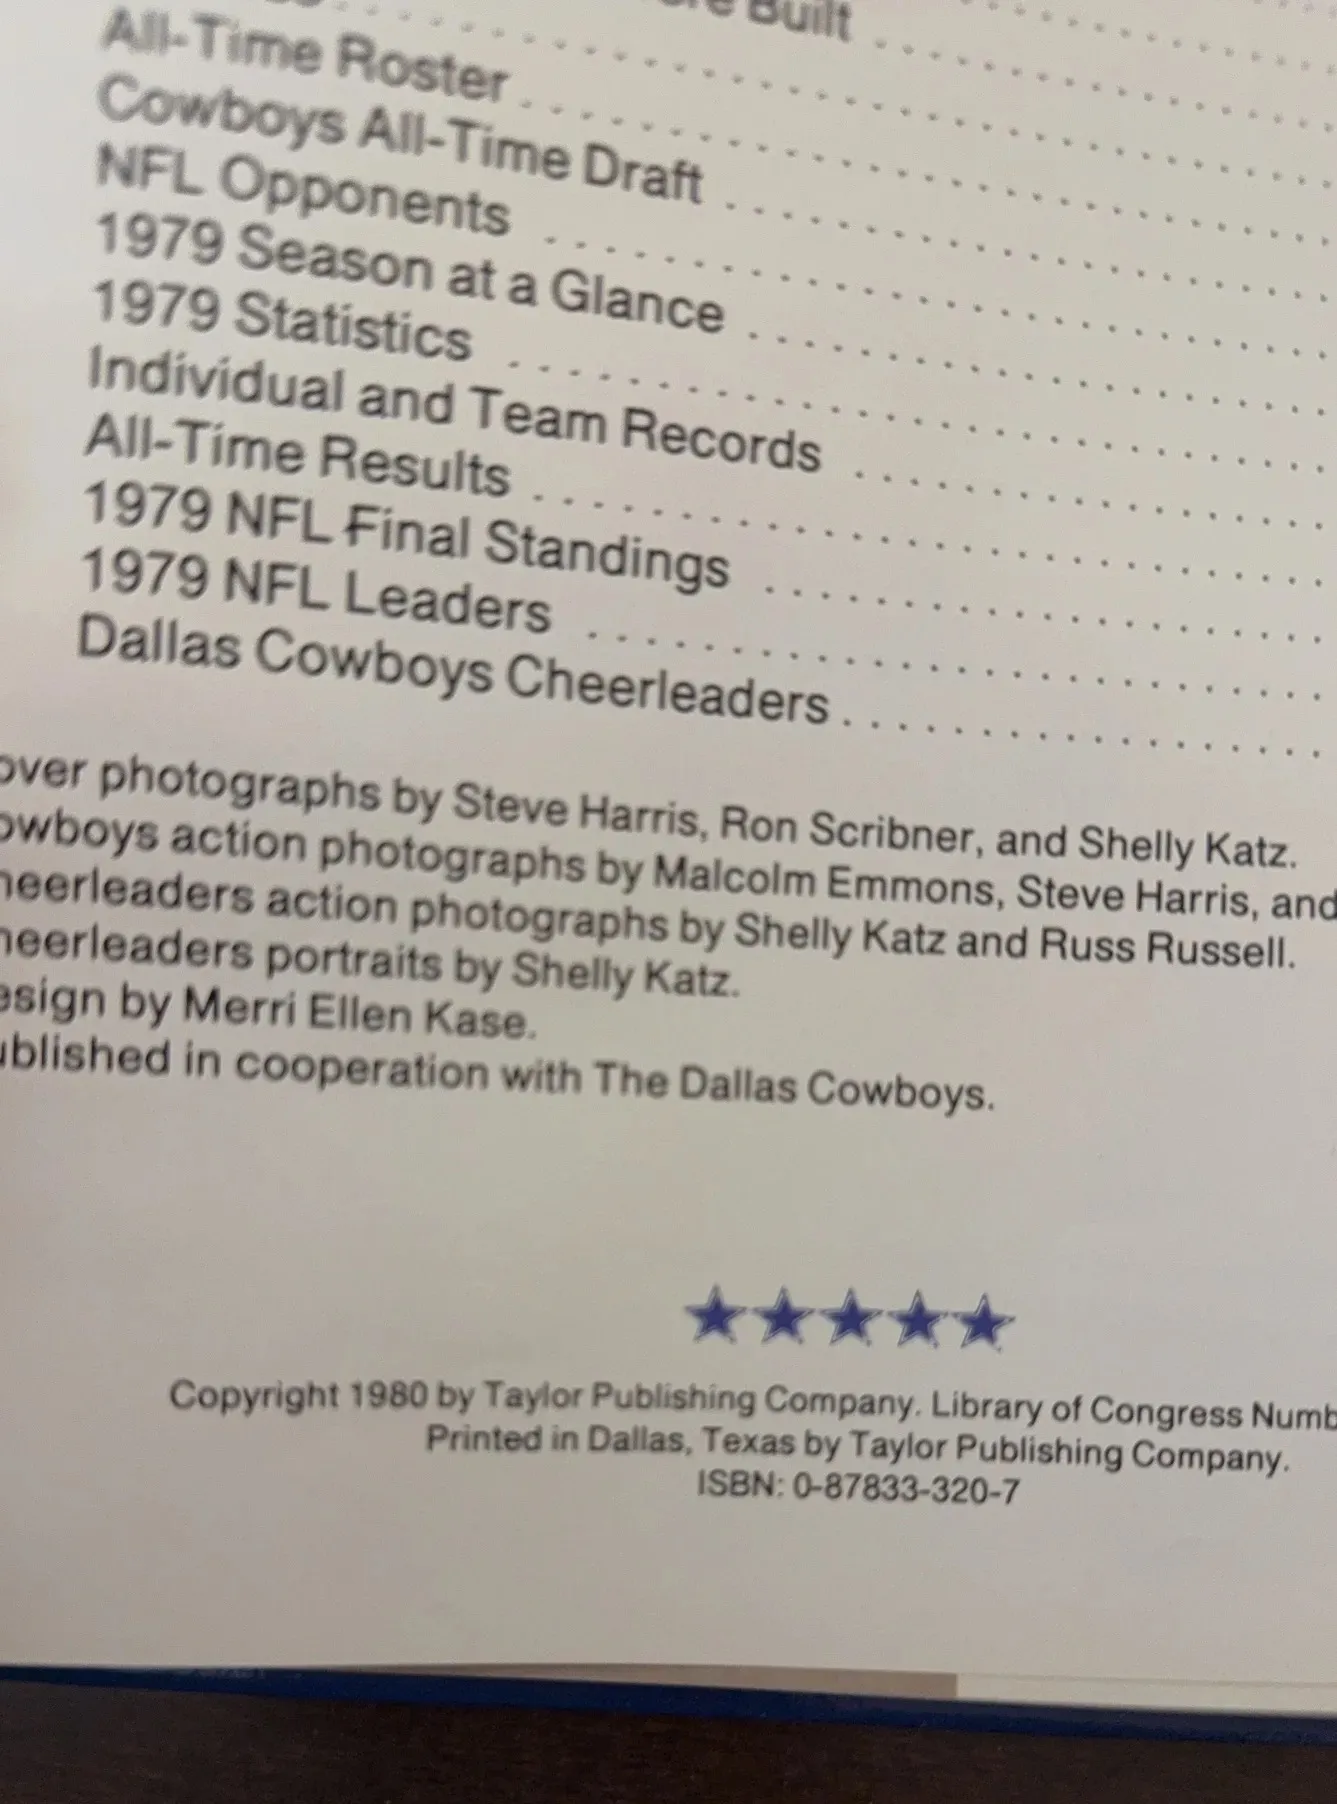 Built
All-Time Roster
Cowboys All-Time Draft
NFL Opponents
1979 Season at a Glance
1979 Statistics
Individual and Team Records
All-Time Results
1979 NFL Final Standings
1979 NFL Leaders
Dallas Cowboys Cheerleaders
over photographs by Steve Harris, Ron Scribner, and Shelly Katz.
owboys action photographs by Malcolm Emmons, Steve Harris, and
heerleaders action photographs by Shelly Katz and Russ Russell.
heerleaders portraits by Shelly Katz.
esign by Merri Ellen Kase.
ublished in cooperation with The Dallas Cowboys.
Copyright 1980 by Taylor Publishing Company. Library of Congress Numb
Printed in Dallas, Texas by Taylor Publishing Company.
ISBN: 0-87833-320-7